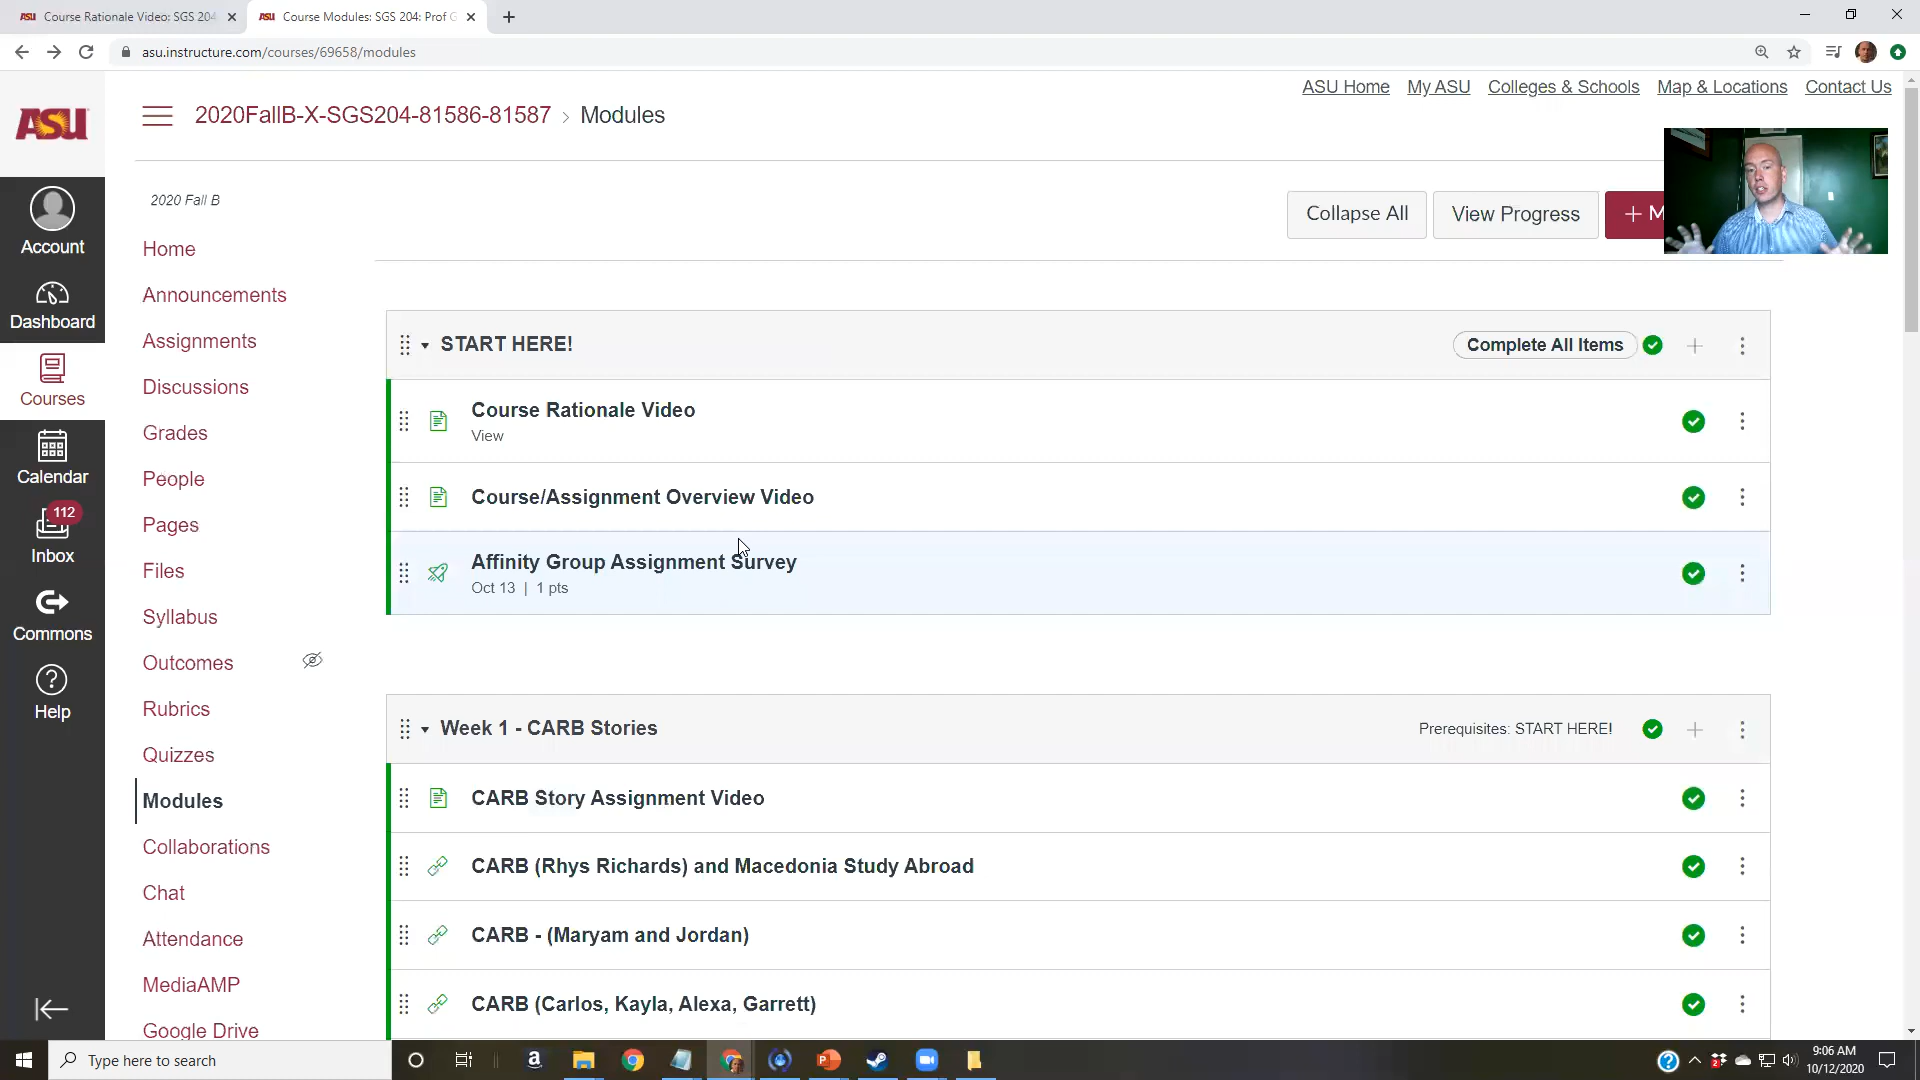 Course Rationale Video: SGS 204
Course Modules: SGS 204: Prof G
asu.instructure.com/courses/69658/modules
ASU Home
My ASU
Colleges & Schools
Map & Locations
Contact Us
ASU
2020FallB-X-SGS204-81586-81587 › Modules
Account
Dashboard
Courses
Calendar
112
Inbox
Commons
Help
2020 Fall B
Home
Announcements
Assignments
Discussions
Grades
People
Pages
Files
Syllabus
Outcomes
Rubrics
Quizzes
Modules
Collaborations
Chat
Attendance
MediaAMP
Google Drive
Collapse All
View Progress
+ M
START HERE!
Complete All Items
Course Rationale Video
View
Course/Assignment Overview Video
Affinity Group Assignment Survey
Oct 13 | 1 pts
Week 1 - CARB Stories
Prerequisites: START HERE!
CARB Story Assignment Video
CARB (Rhys Richards) and Macedonia Study Abroad
CARB - (Maryam and Jordan)
CARB (Carlos, Kayla, Alexa, Garrett)
Type here to search
9:06 AM
10/12/2020